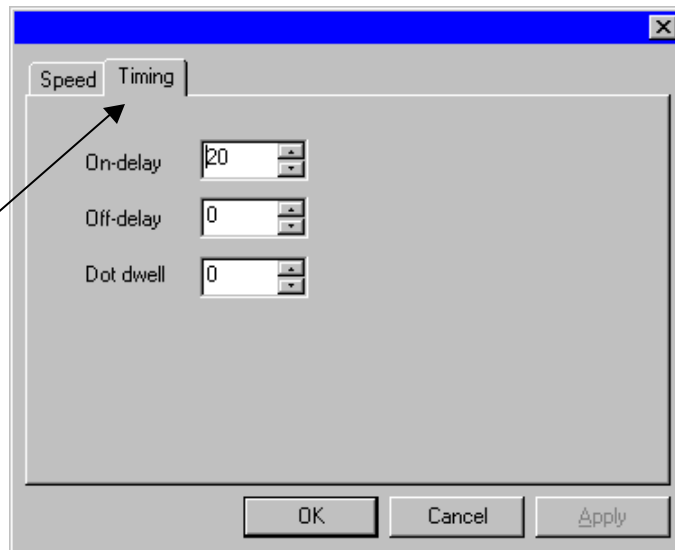 Speed Timing
On-delay 20
Off-delay 0
Dot dwell 0
OK Cancel Apply